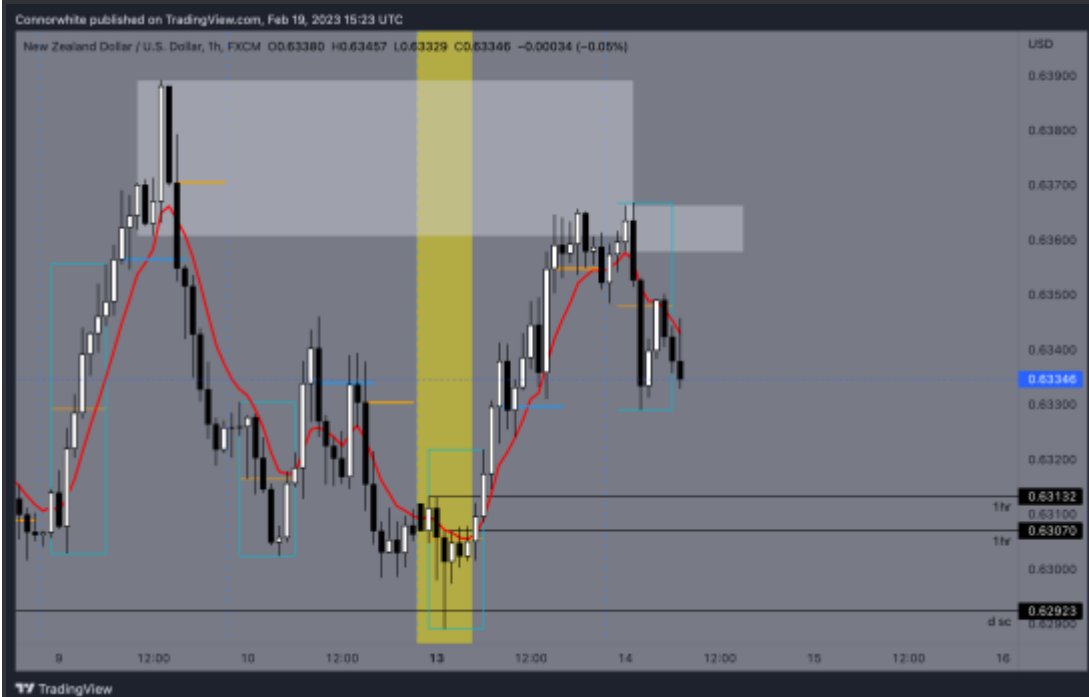 Connorwhite published on TradingView.com, Feb 19, 2023 15:23 UTC
New Zealand Dollar / U.S. Dollar, 1h, FXCM O0.63380 H0.63457 L0.63329 C0.63346 −0.00034 (−0.05%)
USD
0.63900
0.63800
0.63700
0.63600
0.63500
0.63400
0.63346
0.63300
0.63200
0.63132
1hr
0.63100
0.63070
1hr
0.63000
0.62923
d sc
0.62900
9 12:00 10 12:00 13 12:00 14 12:00 15 12:00 16
TradingView